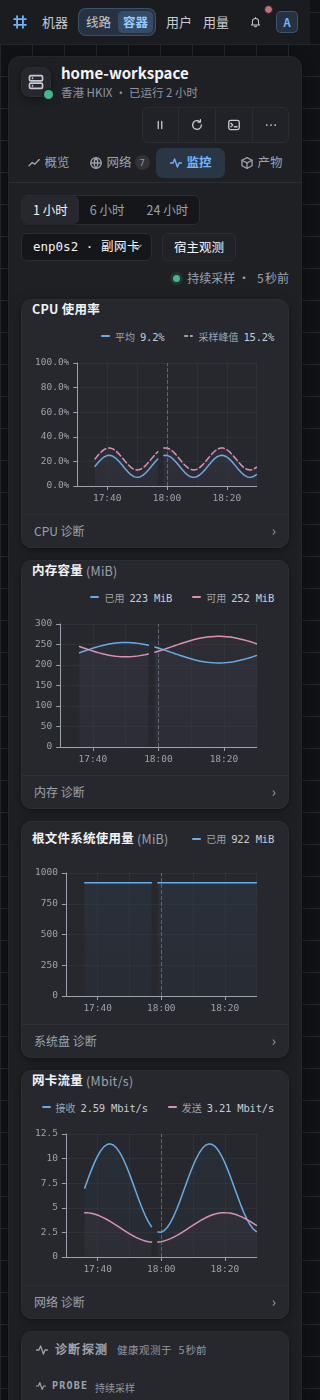 机器 线路 容器 用户 用量 A
home-workspace
香港 HKIX • 已运行 2 小时
概览 网络 7 监控 产物
1 小时 6 小时 24 小时
enp0s2 · 副网卡 宿主观测
持续采样 • 5秒前
CPU 使用率
平均 9.2% 采样峰值 15.2%
100.0%
80.0%
60.0%
40.0%
20.0%
0.0%
17:40 18:00 18:20
CPU 诊断 ›
内存容量 (MiB)
已用 223 MiB 可用 252 MiB
300
250
200
150
100
50
0
17:40 18:00 18:20
内存 诊断 ›
根文件系统使用量 (MiB) 已用 922 MiB
1000
750
500
250
0
17:40 18:00 18:20
系统盘 诊断 ›
网卡流量 (Mbit/s)
接收 2.59 Mbit/s 发送 3.21 Mbit/s
12.5
10
7.5
5
2.5
0
17:40 18:00 18:20
网络 诊断 ›
诊断探测 健康观测于 5秒前
PROBE 持续采样